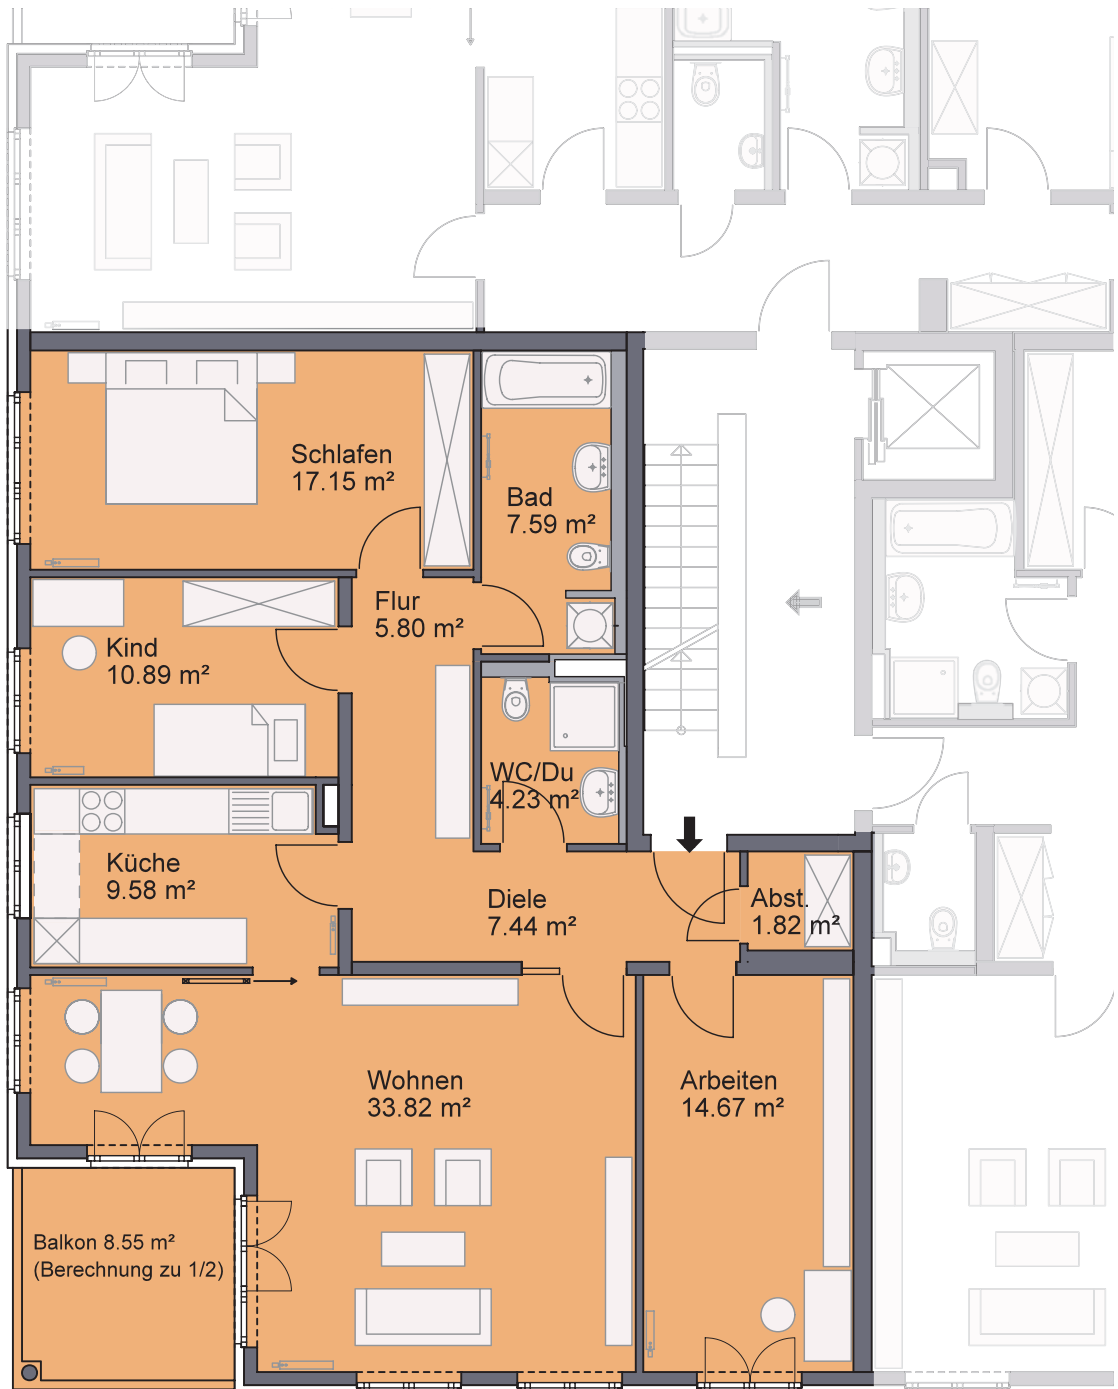 Schlafen
17.15 m²
Bad
7.59 m²
Flur
5.80 m²
Kind
10.89 m²
WC/Du
4.23 m²
Küche
9.58 m²
Diele
7.44 m²
Abst.
1.82 m²
Wohnen
33.82 m²
Arbeiten
14.67 m²
Balkon 8.55 m²
(Berechnung zu 1/2)